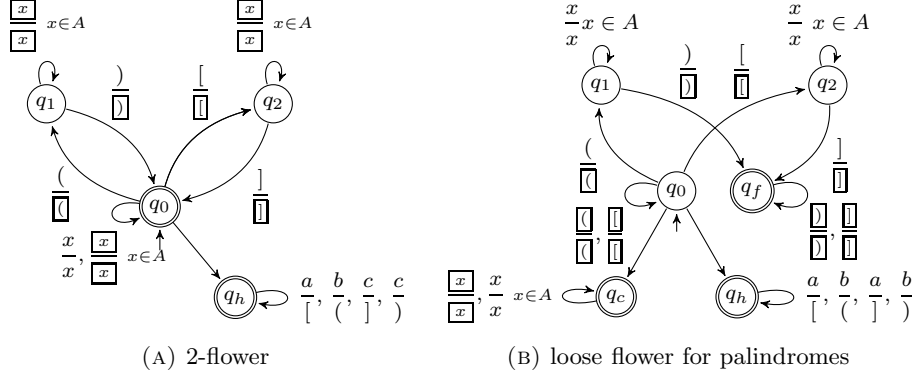 x/x x∈A
x/x x∈A
q1
)/)
[/[
q2
(/(
q0
]/]
x/x, x/x x∈A
qh
a/[, b/(, c/], c/)
(A) 2-flower
x/x x ∈ A
x/x x ∈ A
q1
)/)
[/[
q2
(/(
q0
qf
]/]
(/(, [/[
)/), ]/]
x/x, x/x x∈A
qc
qh
a/[, b/(, a/], b/)
(B) loose flower for palindromes